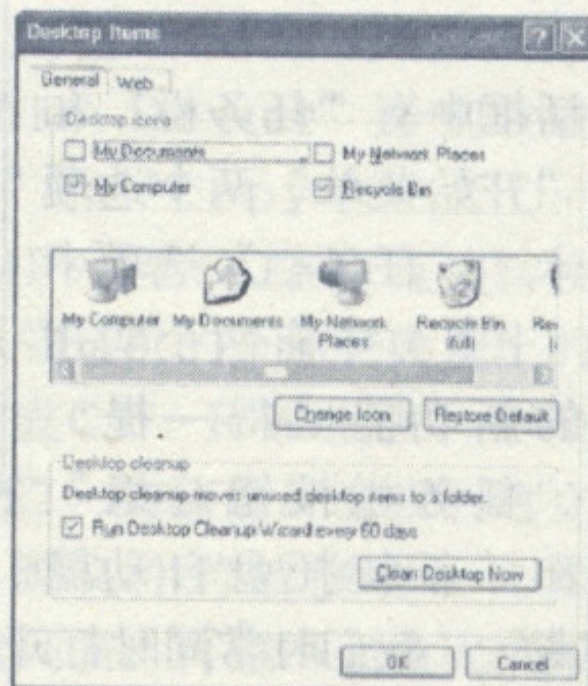 Desktop Items
General Web
Desktop icons
My Documents My Network Places
My Computer Recycle Bin
My Computer My Documents My Network Places Recycle Bin (full)
Change Icon Restore Default
Desktop cleanup
Desktop cleanup moves unused desktop items to a folder.
Run Desktop Cleanup Wizard every 60 days
Clean Desktop Now
OK Cancel